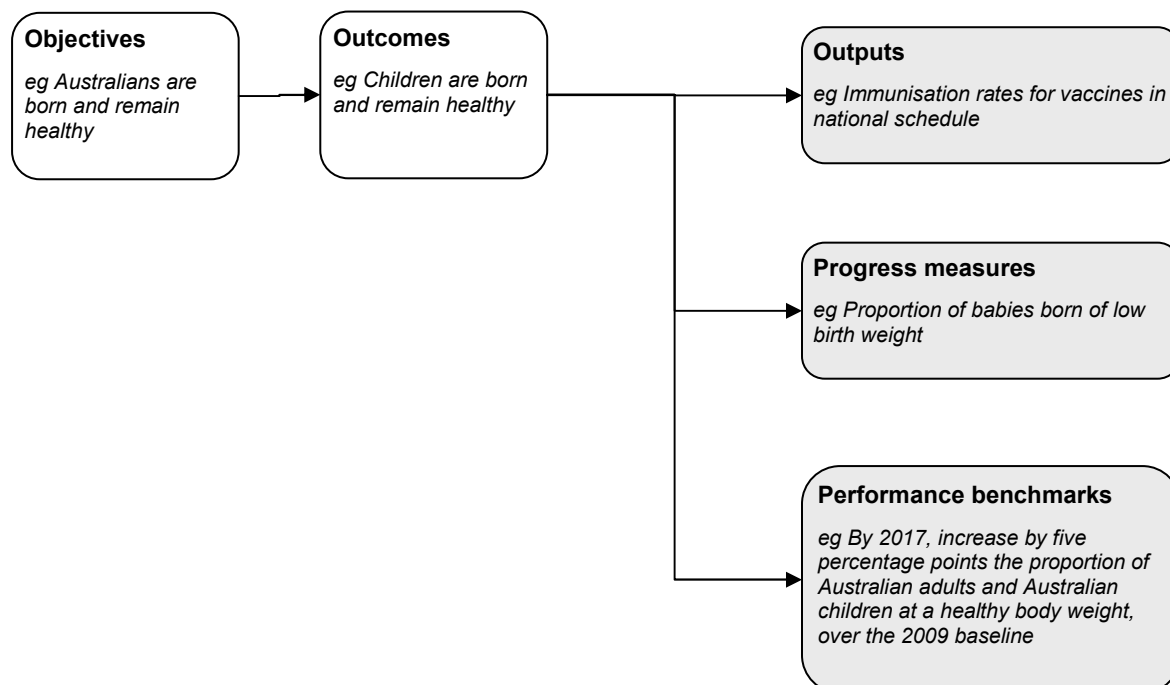 Objectives
eg Australians are
born and remain
healthy
Outcomes
eg Children are born
and remain healthy
Outputs
eg Immunisation rates for vaccines in
national schedule
Progress measures
eg Proportion of babies born of low
birth weight
Performance benchmarks
eg By 2017, increase by five
percentage points the proportion of
Australian adults and Australian
children at a healthy body weight,
over the 2009 baseline